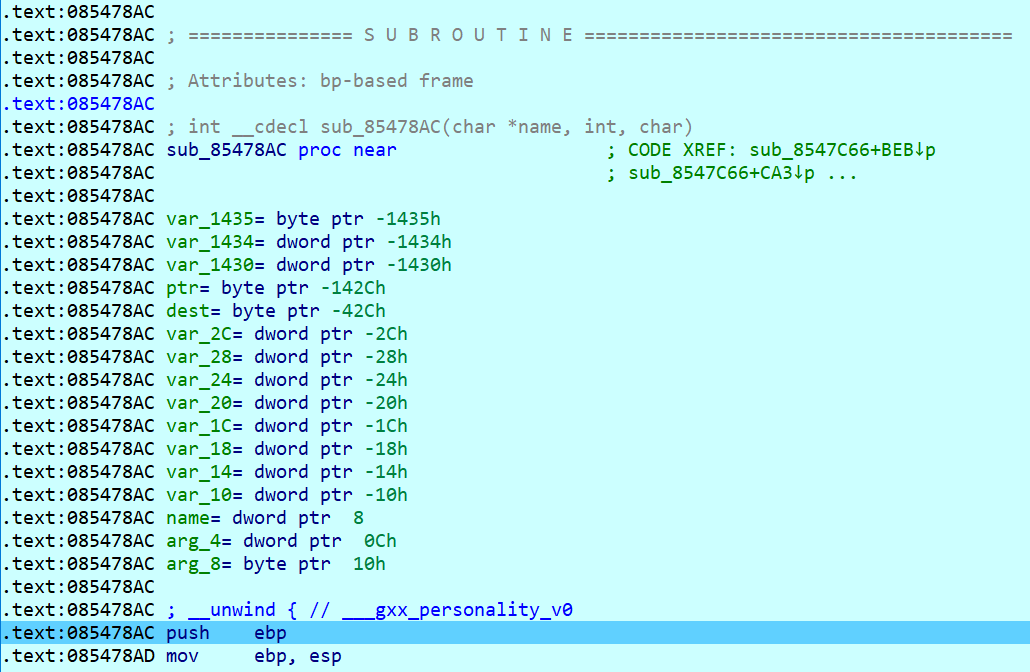 .text:085478AC
.text:085478AC ; =============== S U B R O U T I N E =======================================
.text:085478AC
.text:085478AC ; Attributes: bp-based frame
.text:085478AC
.text:085478AC ; int __cdecl sub_85478AC(char *name, int, char)
.text:085478AC sub_85478AC proc near ; CODE XREF: sub_8547C66+BEB↓p
.text:085478AC ; sub_8547C66+CA3↓p ...
.text:085478AC
.text:085478AC var_1435= byte ptr -1435h
.text:085478AC var_1434= dword ptr -1434h
.text:085478AC var_1430= dword ptr -1430h
.text:085478AC ptr= byte ptr -142Ch
.text:085478AC dest= byte ptr -42Ch
.text:085478AC var_2C= dword ptr -2Ch
.text:085478AC var_28= dword ptr -28h
.text:085478AC var_24= dword ptr -24h
.text:085478AC var_20= dword ptr -20h
.text:085478AC var_1C= dword ptr -1Ch
.text:085478AC var_18= dword ptr -18h
.text:085478AC var_14= dword ptr -14h
.text:085478AC var_10= dword ptr -10h
.text:085478AC name= dword ptr 8
.text:085478AC arg_4= dword ptr 0Ch
.text:085478AC arg_8= byte ptr 10h
.text:085478AC
.text:085478AC ; __unwind { // ___gxx_personality_v0
.text:085478AC push ebp
.text:085478AD mov ebp, esp